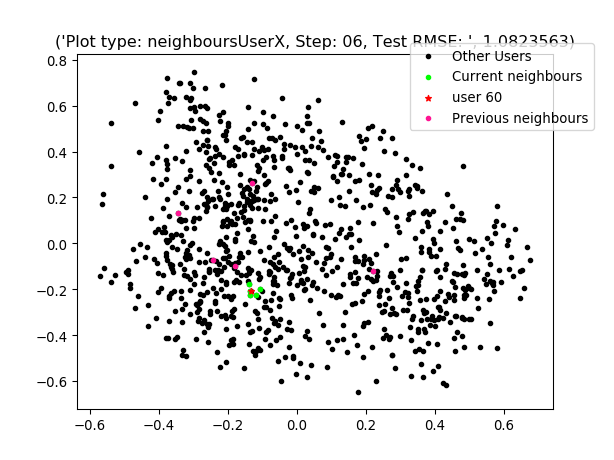 ('Plot type: neighboursUserX, Step: 06, Test RMSE: ', 1.0823563)
Other Users
Current neighbours
user 60
Previous neighbours
0.8
0.6
0.4
0.2
0.0
−0.2
−0.4
−0.6
−0.6 −0.4 −0.2 0.0 0.2 0.4 0.6